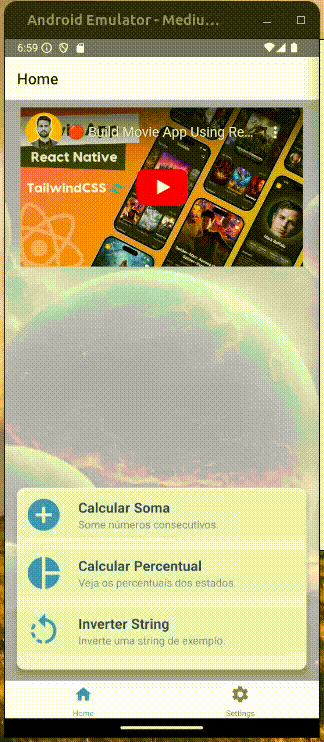 Android Emulator - Mediu...
6:59
Home
🔴 Build Movie App Using Re...
React Native
TailwindCSS
Calcular Soma
Some números consecutivos.
Calcular Percentual
Veja os percentuais dos estados
Inverter String
Inverte uma string de exemplo.
Home
Settings